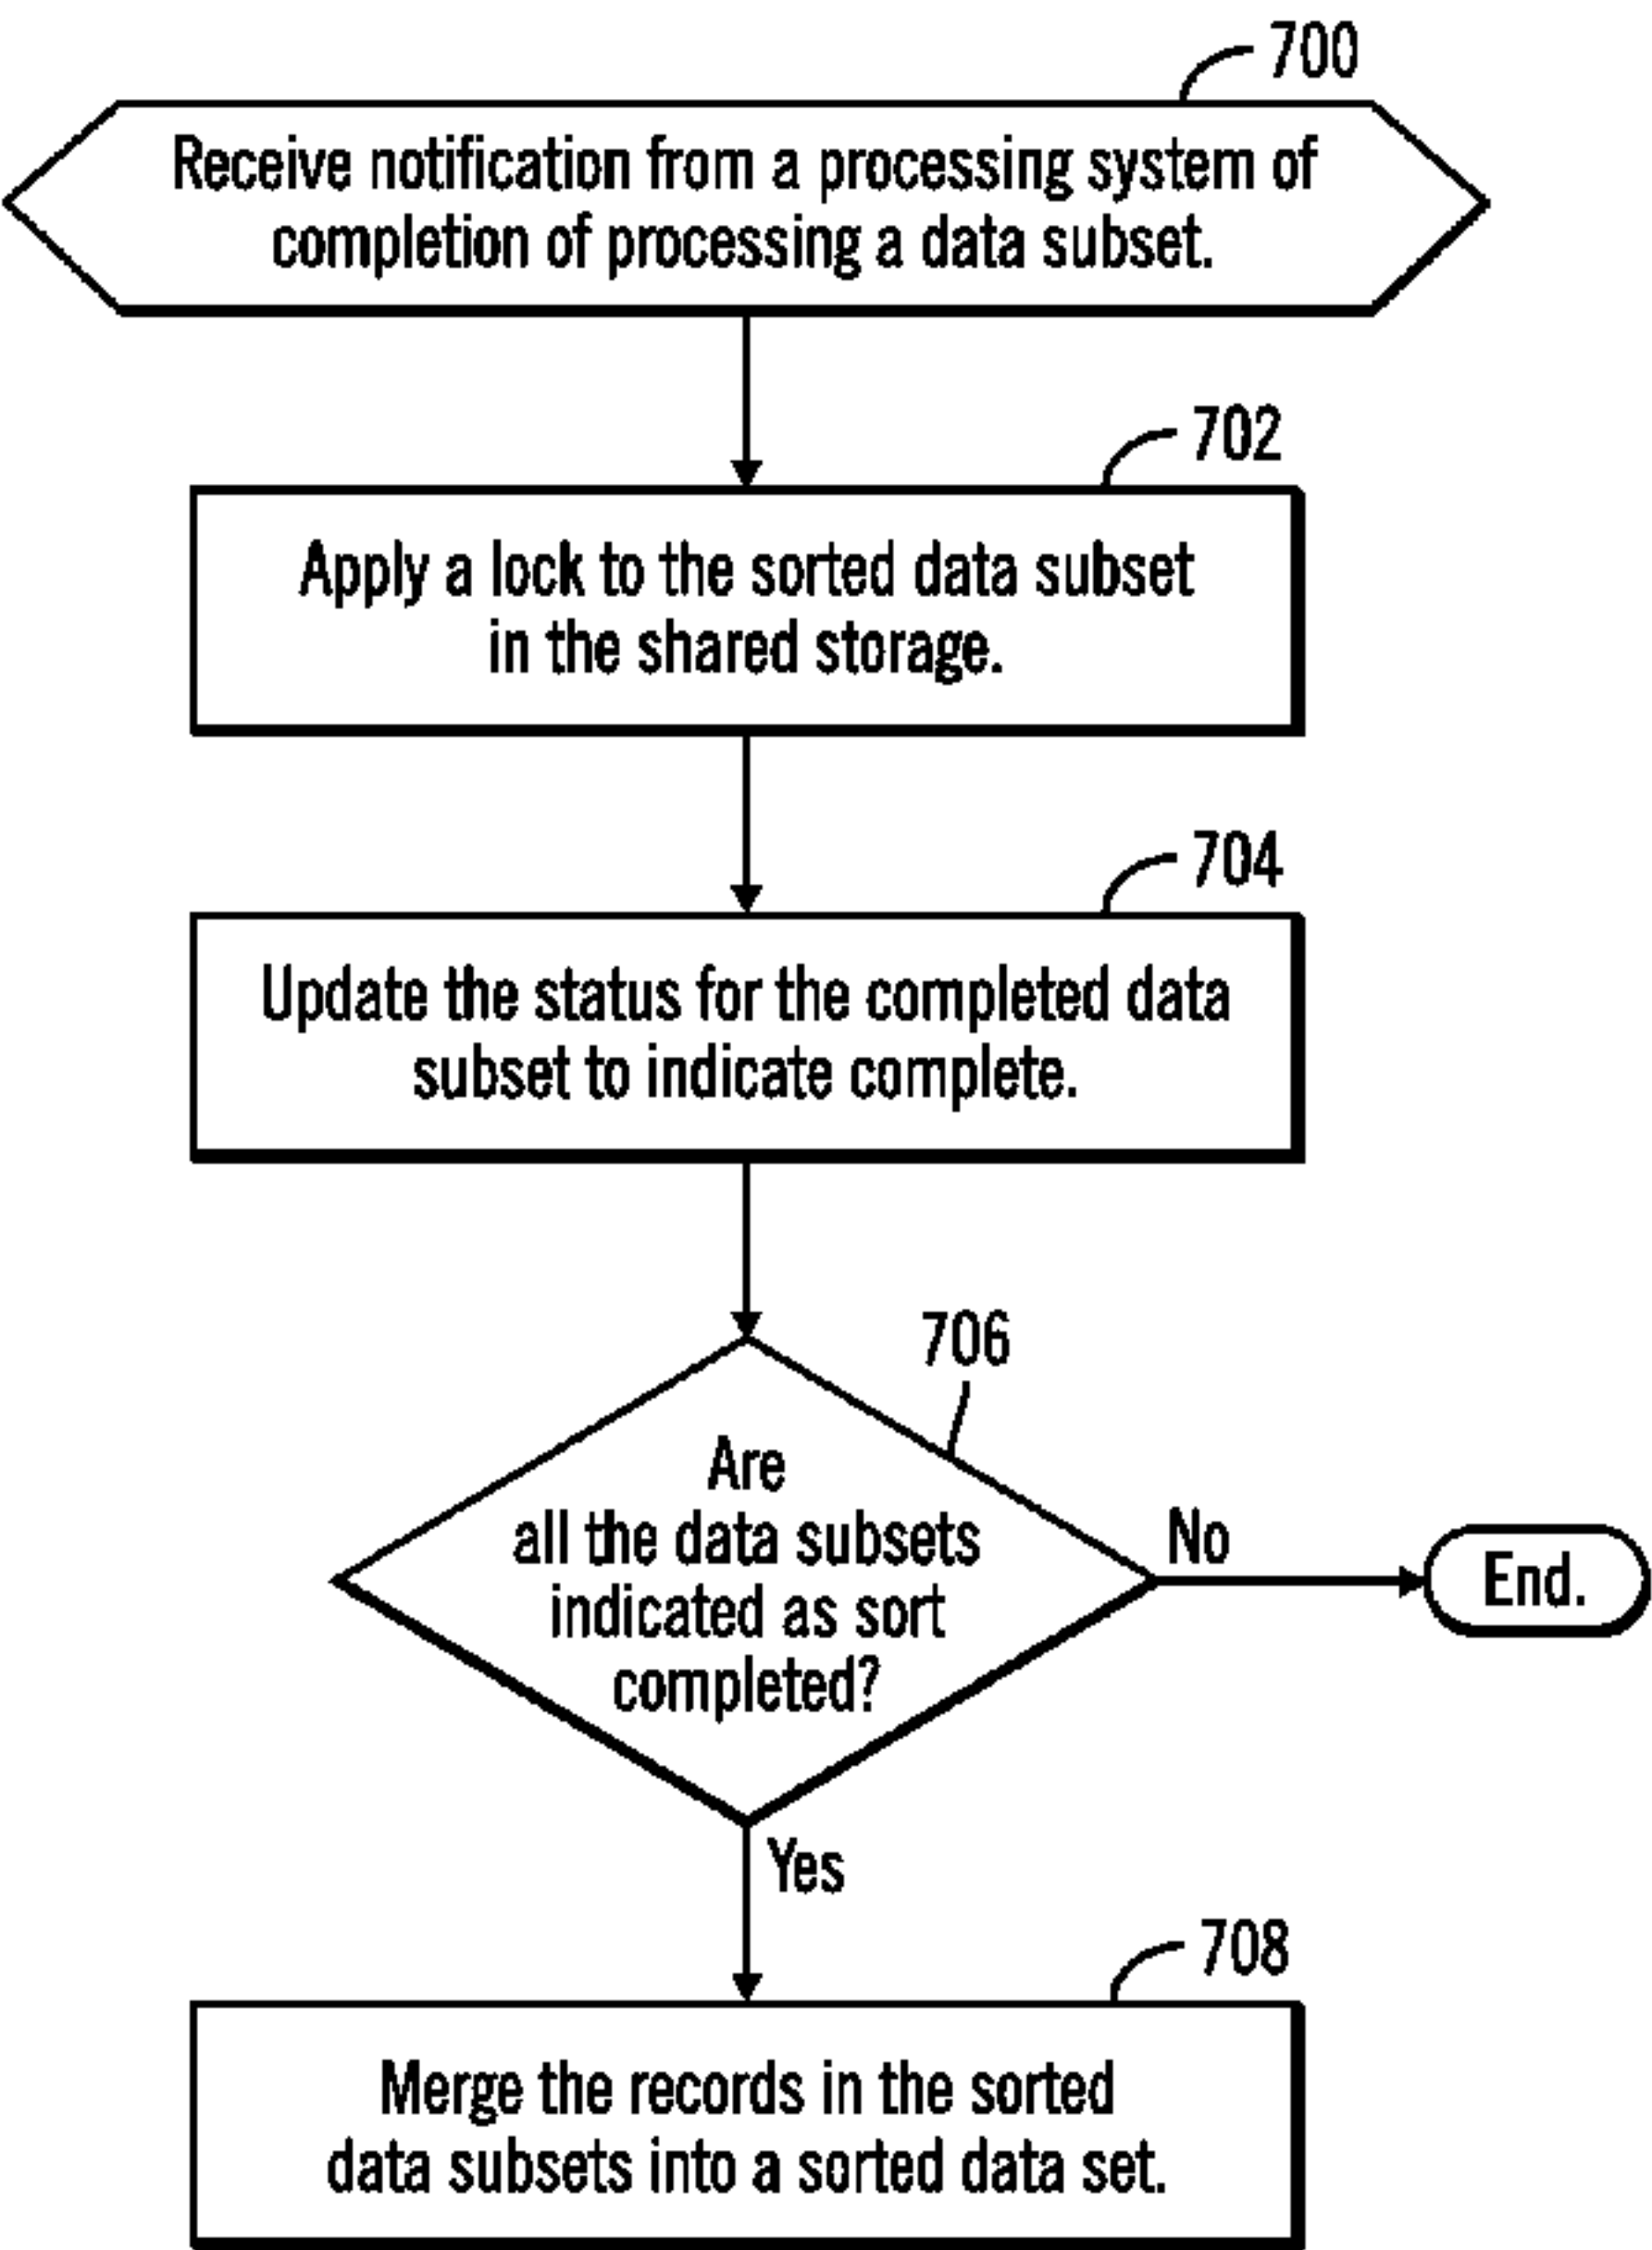 700
Receive notification from a processing system of
completion of processing a data subset.
702
Apply a lock to the sorted data subset
in the shared storage.
704
Update the status for the completed data
subset to indicate complete.
706
Are
all the data subsets
indicated as sort
completed?
No
End.
Yes
708
Merge the records in the sorted
data subsets into a sorted data set.